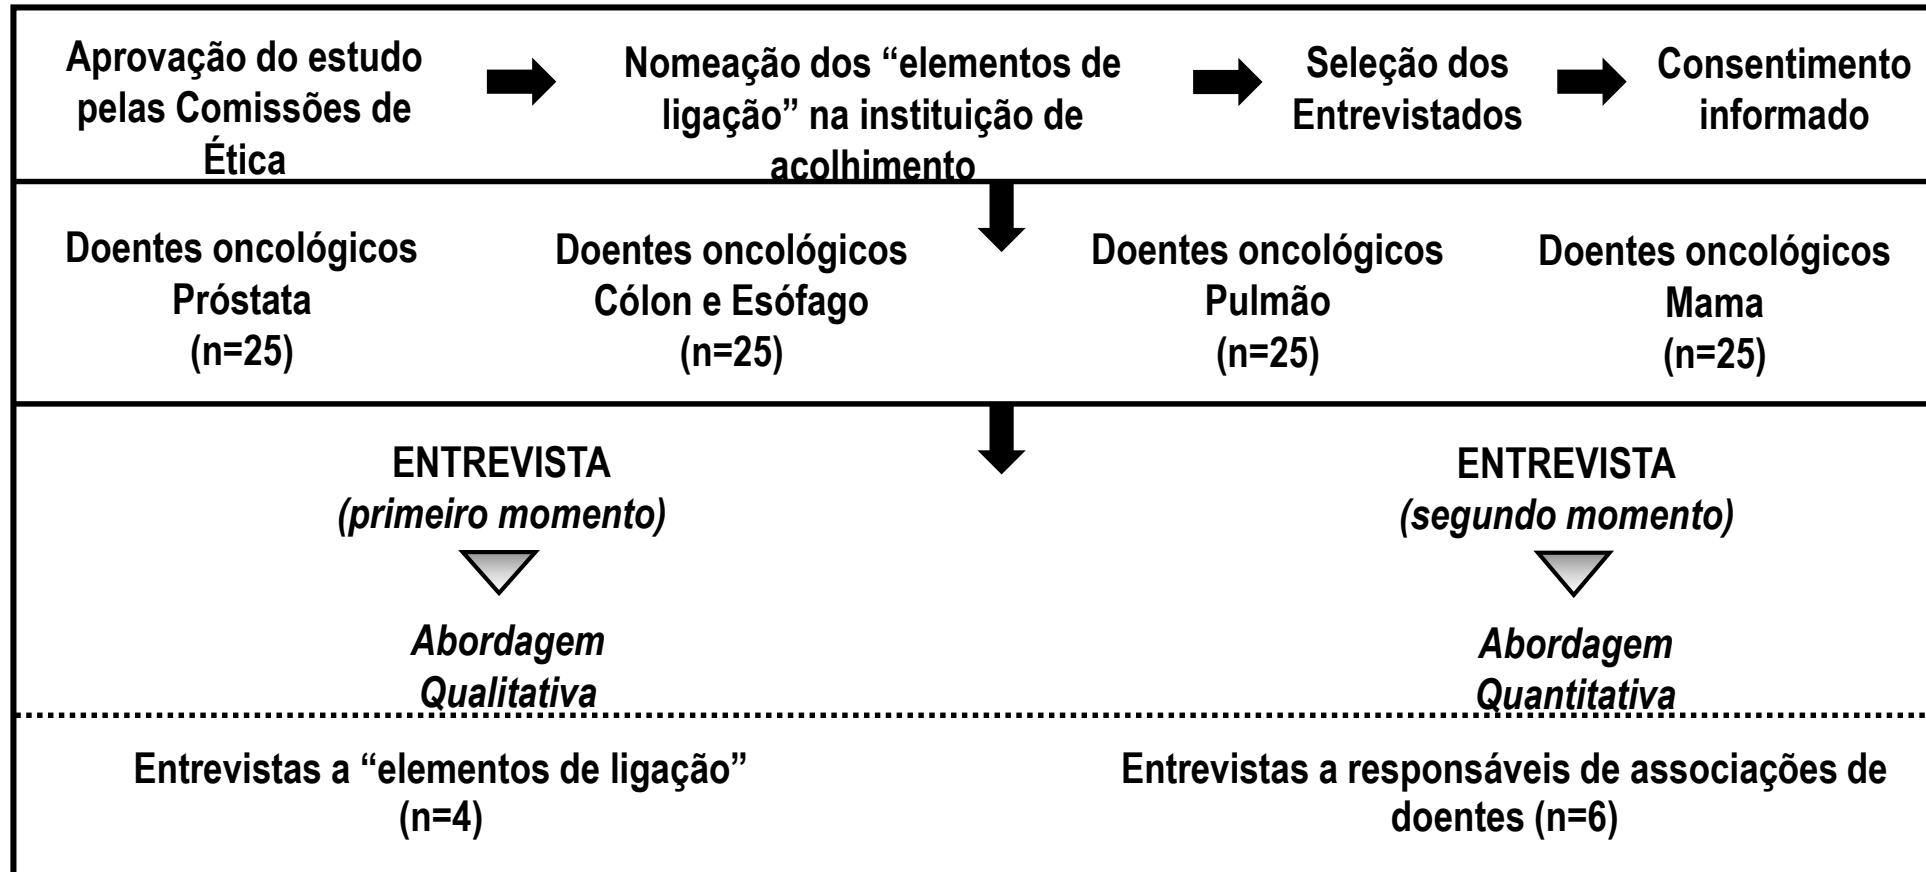 Aprovação do estudo
pelas Comissões de
Ética
Nomeação dos “elementos de
ligação” na instituição de
acolhimento
Seleção dos
Entrevistados
Consentimento
informado
Doentes oncológicos
Próstata
(n=25)
Doentes oncológicos
Cólon e Esófago
(n=25)
Doentes oncológicos
Pulmão
(n=25)
Doentes oncológicos
Mama
(n=25)
ENTREVISTA
(primeiro momento)
Abordagem
Qualitativa
ENTREVISTA
(segundo momento)
Abordagem
Quantitativa
Entrevistas a “elementos de ligação”
(n=4)
Entrevistas a responsáveis de associações de
doentes (n=6)